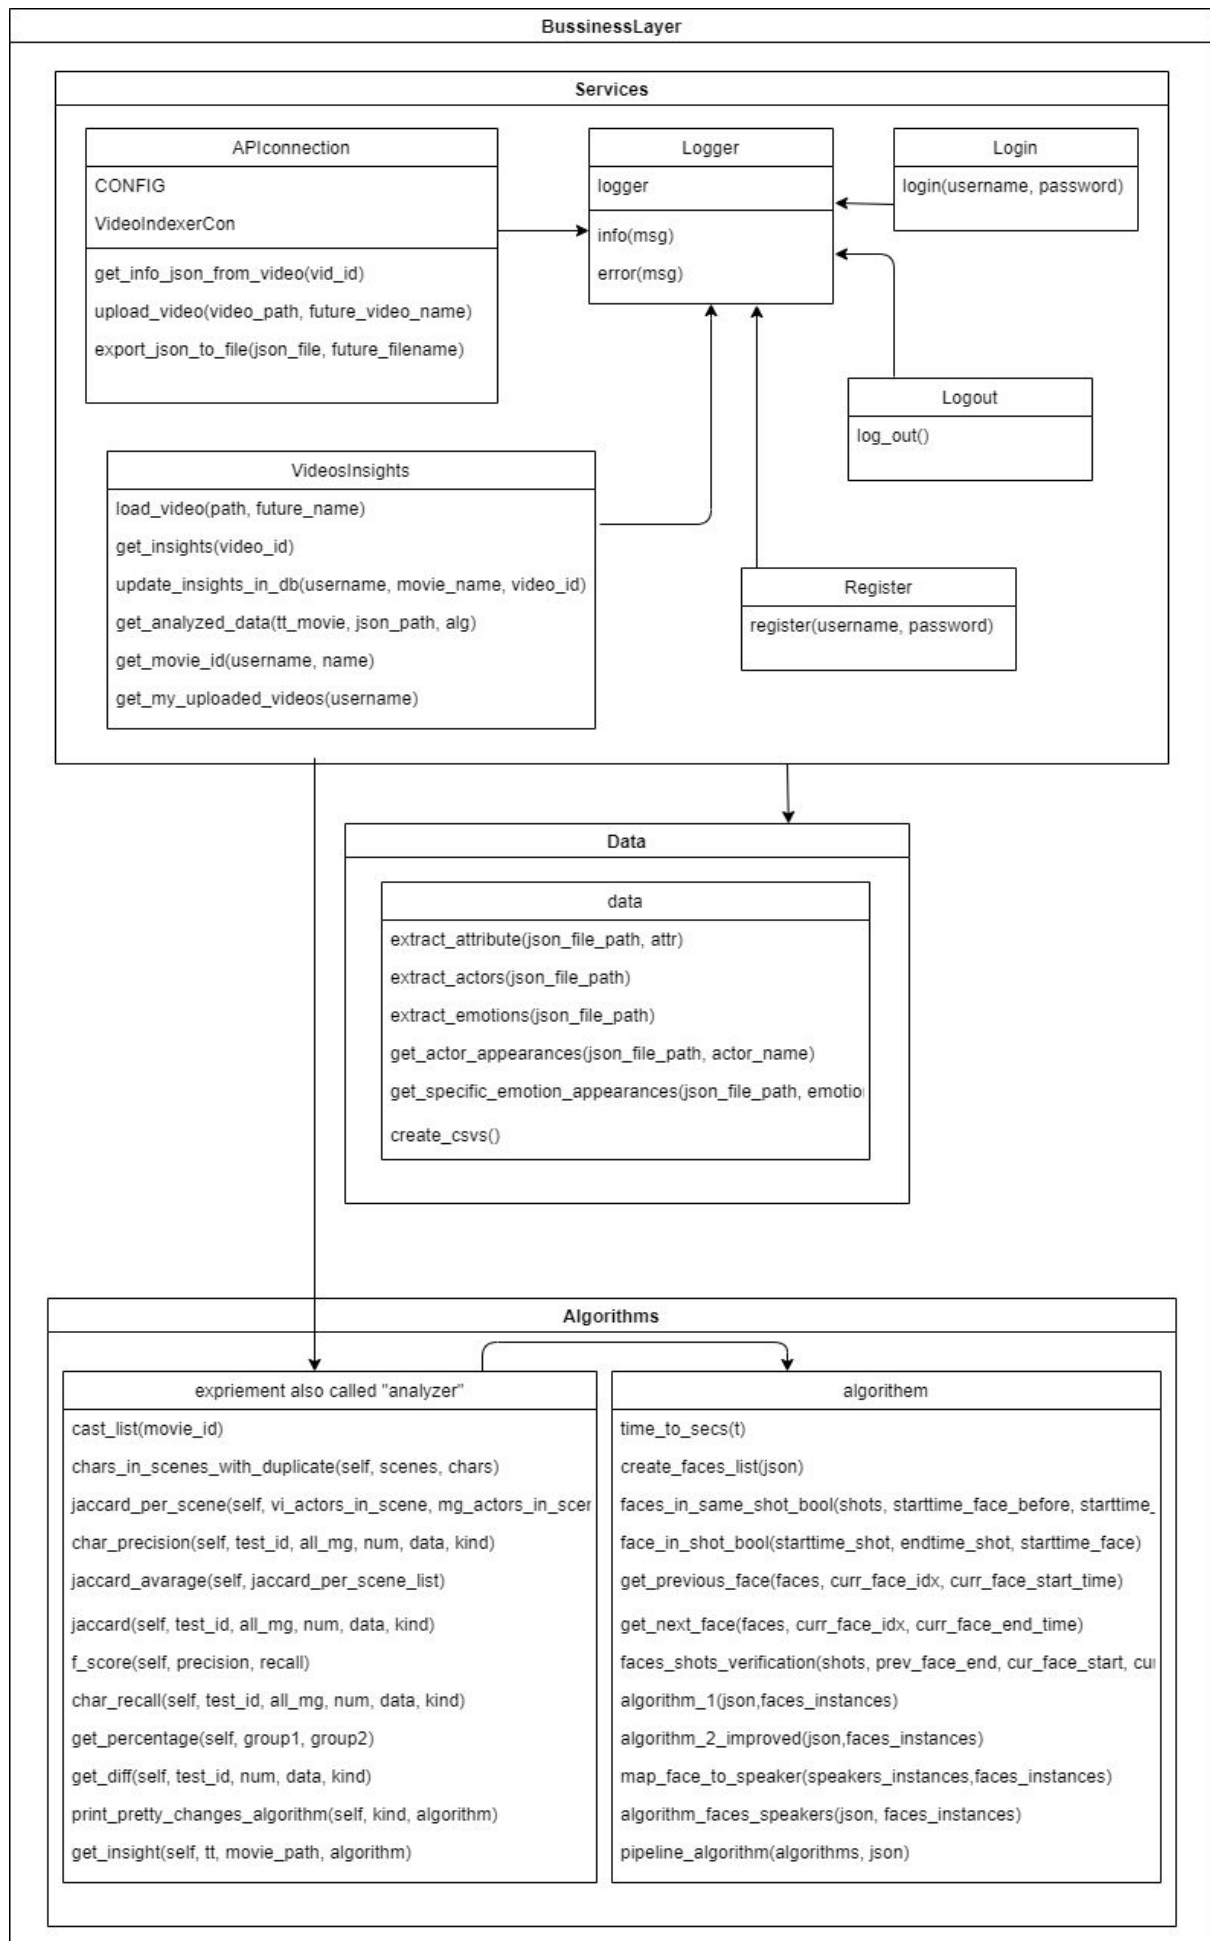 BussinessLayer
Services
APIconnection
CONFIG
VideoIndexerCon
get_info_json_from_video(vid_id)
upload_video(video_path, future_video_name)
export_json_to_file(json_file, future_filename)
Logger
logger
info(msg)
error(msg)
Login
login(username, password)
Logout
log_out()
VideosInsights
load_video(path, future_name)
get_insights(video_id)
update_insights_in_db(username, movie_name, video_id)
get_analyzed_data(tt_movie, json_path, alg)
get_movie_id(username, name)
get_my_uploaded_videos(username)
Register
register(username, password)
Data
data
extract_attribute(json_file_path, attr)
extract_actors(json_file_path)
extract_emotions(json_file_path)
get_actor_appearances(json_file_path, actor_name)
get_specific_emotion_appearances(json_file_path, emotio
create_csvs()
Algorithms
expriement also called "analyzer"
cast_list(movie_id)
chars_in_scenes_with_duplicate(self, scenes, chars)
jaccard_per_scene(self, vi_actors_in_scene, mg_actors_in_scer
char_precision(self, test_id, all_mg, num, data, kind)
jaccard_avarage(self, jaccard_per_scene_list)
jaccard(self, test_id, all_mg, num, data, kind)
f_score(self, precision, recall)
char_recall(self, test_id, all_mg, num, data, kind)
get_percentage(self, group1, group2)
get_diff(self, test_id, num, data, kind)
print_pretty_changes_algorithm(self, kind, algorithm)
get_insight(self, tt, movie_path, algorithm)
algorithem
time_to_secs(t)
create_faces_list(json)
faces_in_same_shot_bool(shots, starttime_face_before, starttime_
face_in_shot_bool(starttime_shot, endtime_shot, starttime_face)
get_previous_face(faces, curr_face_idx, curr_face_start_time)
get_next_face(faces, curr_face_idx, curr_face_end_time)
faces_shots_verification(shots, prev_face_end, cur_face_start, cu
algorithm_1(json,faces_instances)
algorithm_2_improved(json,faces_instances)
map_face_to_speaker(speakers_instances,faces_instances)
algorithm_faces_speakers(json, faces_instances)
pipeline_algorithm(algorithms, json)